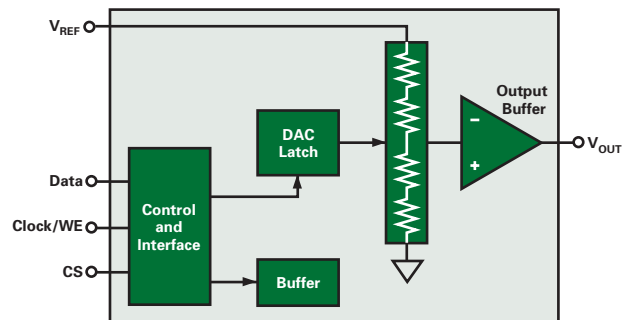 VREF
Output
Buffer
DAC
Latch
VOUT
Data
Control
and
Interface
Clock/WE
CS
Buffer